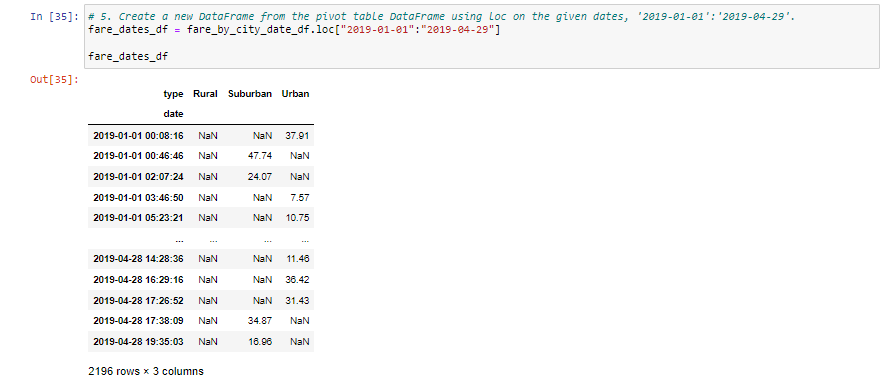 In [35]: # 5. Create a new DataFrame from the pivot table DataFrame using loc on the given dates, '2019-01-01':'2019-04-29'.
fare_dates_df = fare_by_city_date_df.loc["2019-01-01":"2019-04-29"]
fare_dates_df
Out[35]:
type Rural Suburban Urban
date
2019-01-01 00:08:16 NaN NaN 37.91
2019-01-01 00:46:46 NaN 47.74 NaN
2019-01-01 02:07:24 NaN 24.07 NaN
2019-01-01 03:46:50 NaN NaN 7.57
2019-01-01 05:23:21 NaN NaN 10.75
... ... ... ...
2019-04-28 14:28:36 NaN NaN 11.46
2019-04-28 16:29:16 NaN NaN 36.42
2019-04-28 17:26:52 NaN NaN 31.43
2019-04-28 17:38:09 NaN 34.87 NaN
2019-04-28 19:35:03 NaN 16.96 NaN
2196 rows × 3 columns